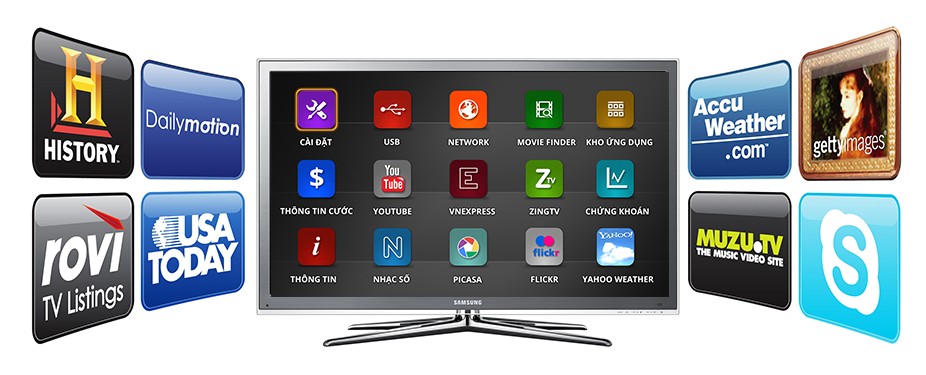 H
HISTORY
Dailymotion
rovi
TV Listings
USA
TODAY
CÀI ĐẶT
USB
NETWORK
MOVIE FINDER
KHO ỨNG DỤNG
$
You
Tube
E
ZTV
THÔNG TIN CƯỚC
YOUTUBE
VNEXPRESS
ZINGTV
CHỨNG KHOÁN
i
N
flickr
YAHOO!
THÔNG TIN
NHẠC SỐ
PICASA
FLICKR
YAHOO WEATHER
SAMSUNG
Accu
Weather
.com™
gettyimages®
MUZU.TV
THE MUSIC VIDEO SITE
S